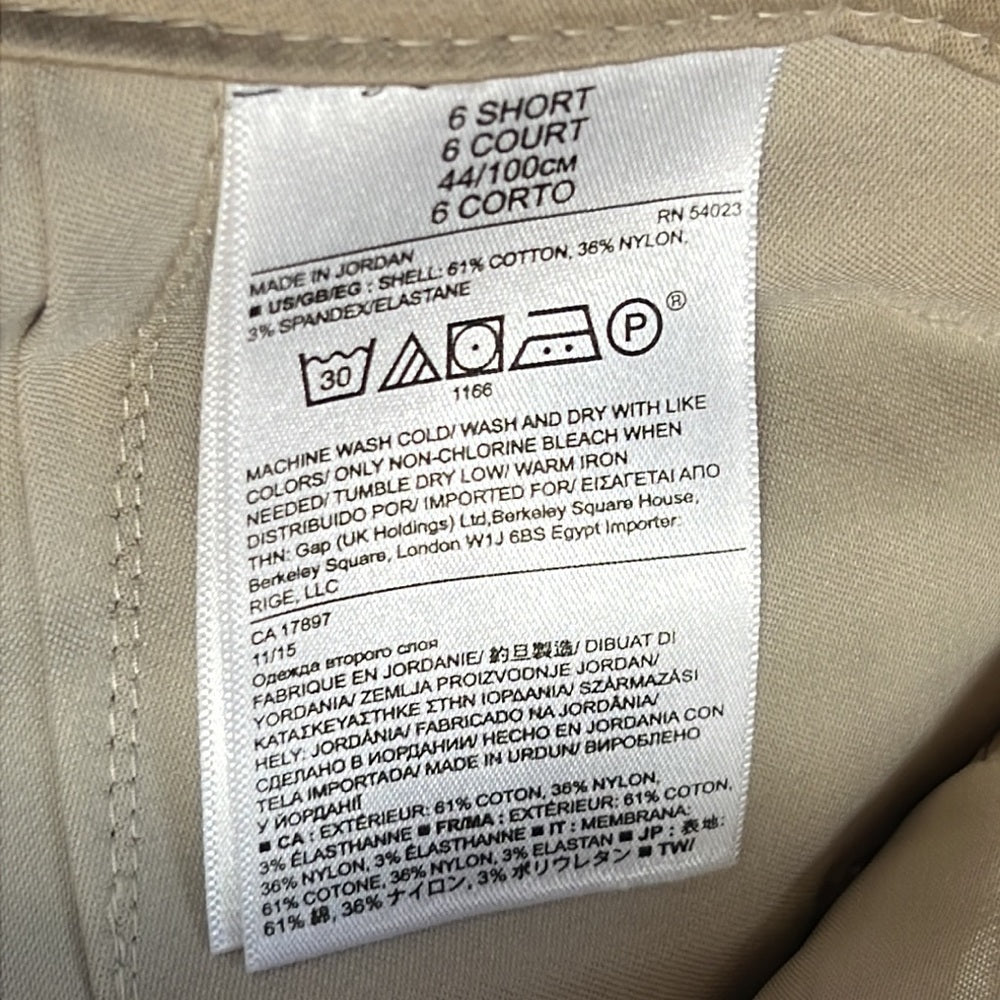 6 SHORT
6 COURT
44/100CM
6 CORTO
RN 54023
MADE IN JORDAN
■ US/GB/EG : SHELL: 61% COTTON, 36% NYLON,
3% SPANDEX/ELASTANE
30
P
®
1166
MACHINE WASH COLD/ WASH AND DRY WITH LIKE
COLORS/ ONLY NON-CHLORINE BLEACH WHEN
NEEDED/ TUMBLE DRY LOW/ WARM IRON
DISTRIBUIDO POR/ IMPORTED FOR/ ΕΙΣΑΓΕΤΑΙ ΑΠΟ
ΤΗΝ: Gap (UK Holdings) Ltd,Berkeley Square House,
Berkeley Square, London W1J 6BS Egypt Importer:
RIGE, LLC
CA 17897
11/15
Одежда второго слоя
FABRIQUE EN JORDANIE/ 約旦製造/ DIBUAT DI
YORDANIA/ ZEMLJA PROIZVODNJE JORDAN/
ΚΑΤΑΣΚΕΥΑΣΤΗΚΕ ΣΤΗΝ ΙΟΡΔΑΝΙΑ/ SZÁRMAZÁSI
HELY: JORDÁNIA/ FABRICADO NA JORDÂNIA/
СДЕЛАНО В ИОРДАНИИ/ HECHO EN JORDANIA CON
TELA IMPORTADA/ MADE IN URDUN/ ВИРОБЛЕНО
У ЙОРДАНІЇ
■ CA : EXTÉRIEUR: 61% COTON, 36% NYLON,
3% ÉLASTHANNE ■ FR/MA : EXTÉRIEUR: 61% COTON,
36% NYLON, 3% ÉLASTHANNE ■ IT : MEMBRANA:
61% COTONE, 36% NYLON, 3% ELASTAN ■ JP : 表地:
61% 綿, 36% ナイロン, 3% ポリウレタン ■ TW/